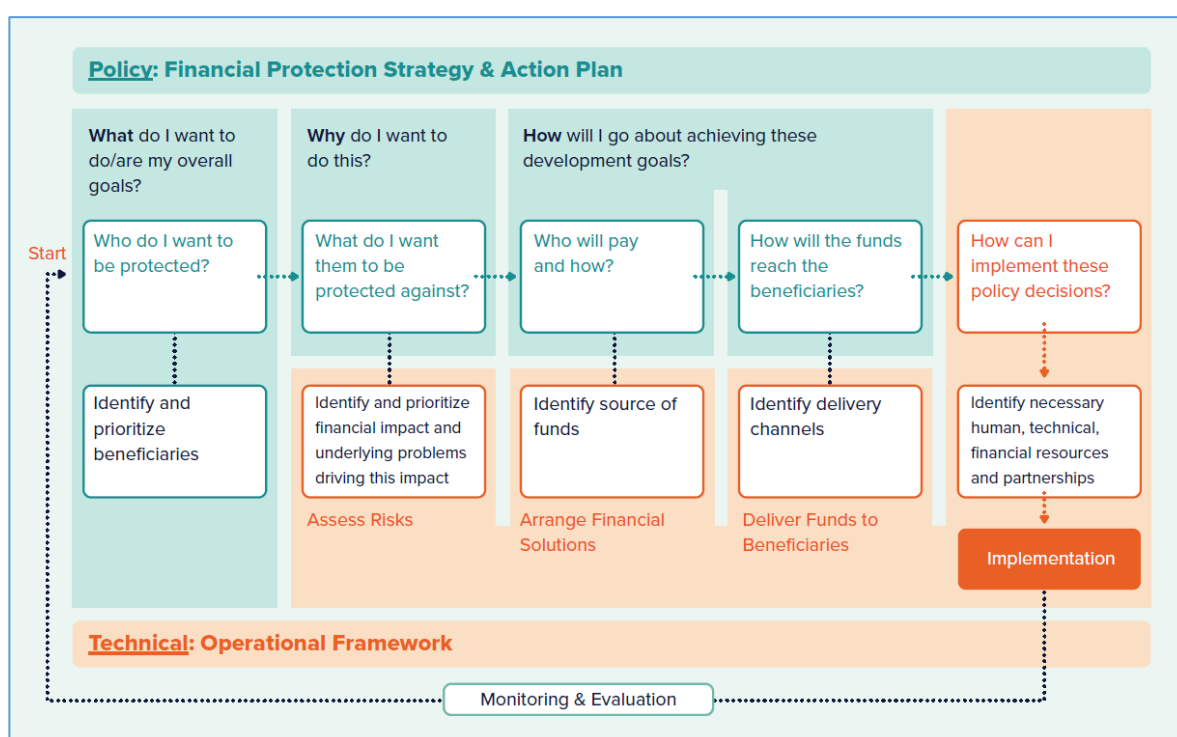 Policy: Financial Protection Strategy & Action Plan
What do I want to
do/are my overall
goals?
Why do I want to
do this?
How will I go about achieving these
development goals?
Start
Who do I want to
be protected?
What do I want
them to be
protected against?
Who will pay
and how?
How will the funds
reach the
beneficiaries?
How can I
implement these
policy decisions?
Identify and
prioritize
beneficiaries
Identify and prioritize
financial impact and
underlying problems
driving this impact
Identify source of
funds
Identify delivery
channels
Identify necessary
human, technical,
financial resources
and partnerships
Assess Risks
Arrange Financial
Solutions
Deliver Funds to
Beneficiaries
Implementation
Technical: Operational Framework
Monitoring & Evaluation